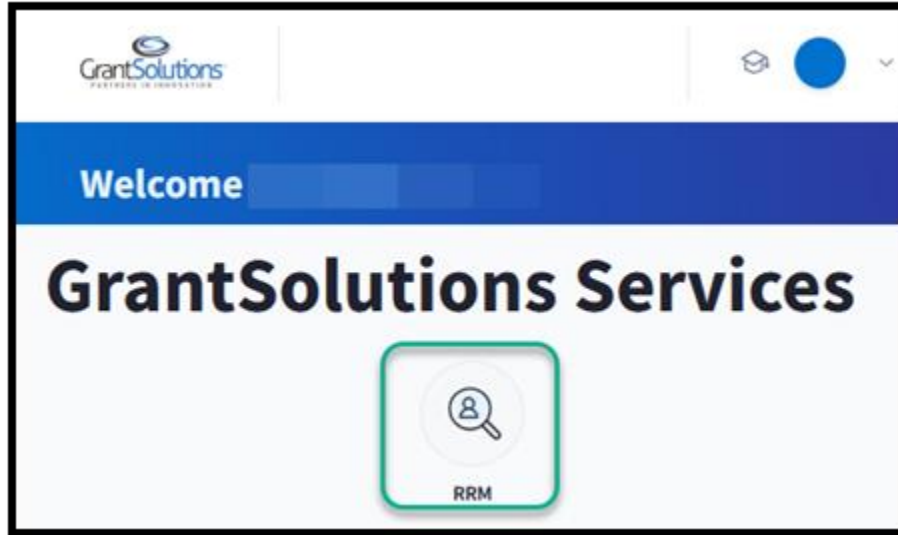 GrantSolutions
PARTNERS IN INNOVATION
Welcome
GrantSolutions Services
RRM